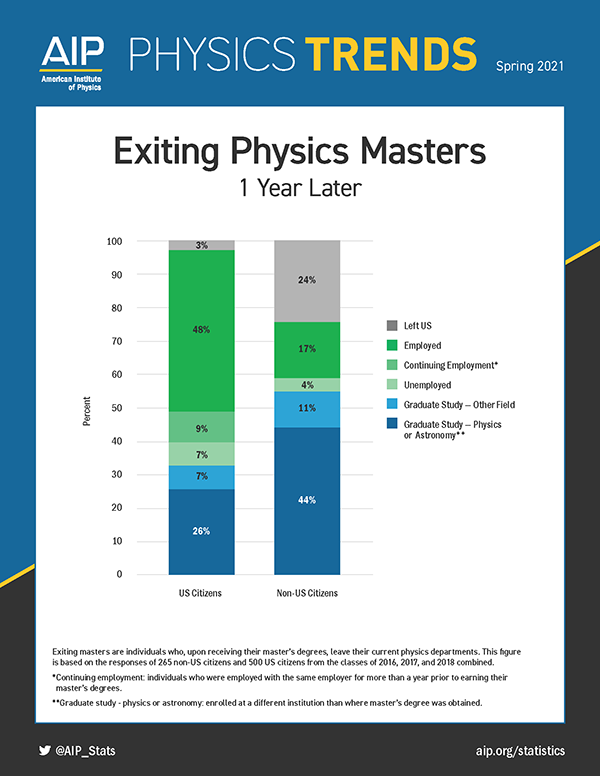 AIP
American Institute
of Physics
PHYSICS TRENDS
Spring 2021
Exiting Physics Masters
1 Year Later
Percent
100
90
80
70
60
50
40
30
20
10
0
3%
48%
9%
7%
7%
26%
24%
17%
4%
11%
44%
US Citizens
Non-US Citizens
Left US
Employed
Continuing Employment*
Unemployed
Graduate Study – Other Field
Graduate Study – Physics
or Astronomy**
Exiting masters are individuals who, upon receiving their master's degrees, leave their current physics departments. This figure
is based on the responses of 265 non-US citizens and 500 US citizens from the classes of 2016, 2017, and 2018 combined.
*Continuing employment: individuals who were employed with the same employer for more than a year prior to earning their
master's degrees.
**Graduate study - physics or astronomy: enrolled at a different institution than where master's degree was obtained.
@AIP_Stats
aip.org/statistics